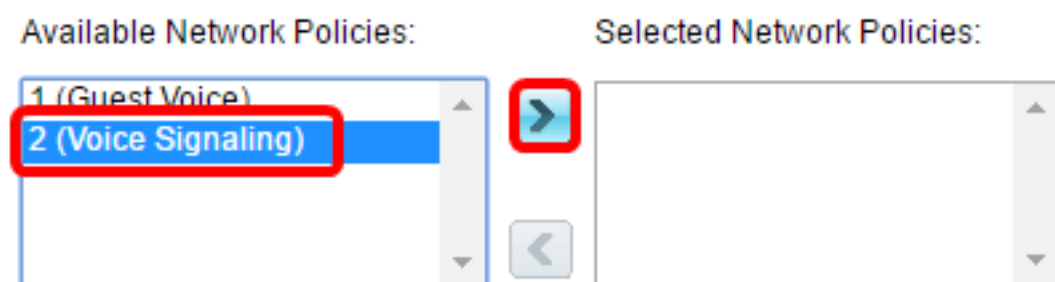 Available Network Policies:
Selected Network Policies:
1 (Guest Voice)
2 (Voice Signaling)